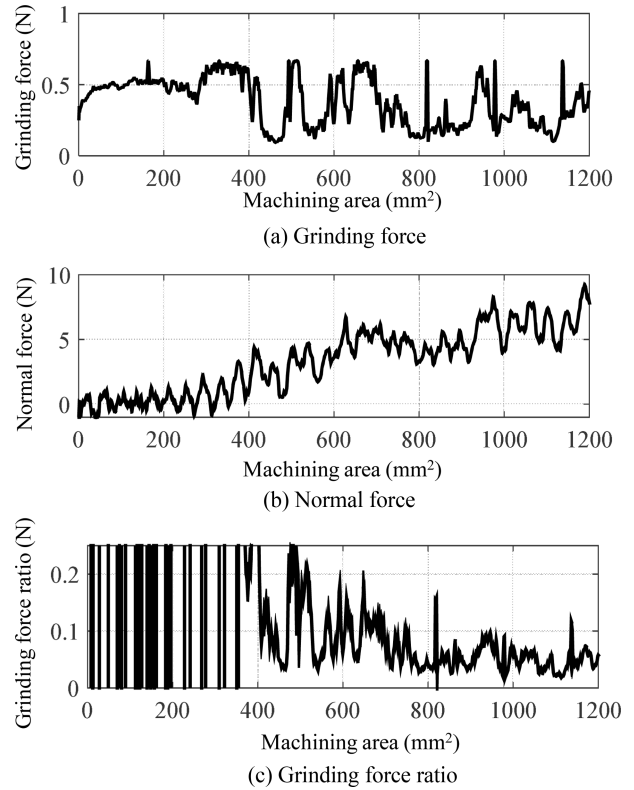 1
0.5
0
Grinding force (N)
0 200 400 600 800 1000 1200
Machining area (mm²)
(a) Grinding force
10
5
0
Normal force (N)
0 200 400 600 800 1000 1200
Machining area (mm²)
(b) Normal force
0.2
0.1
0
Grinding force ratio (N)
0 200 400 600 800 1000 1200
Machining area (mm²)
(c) Grinding force ratio